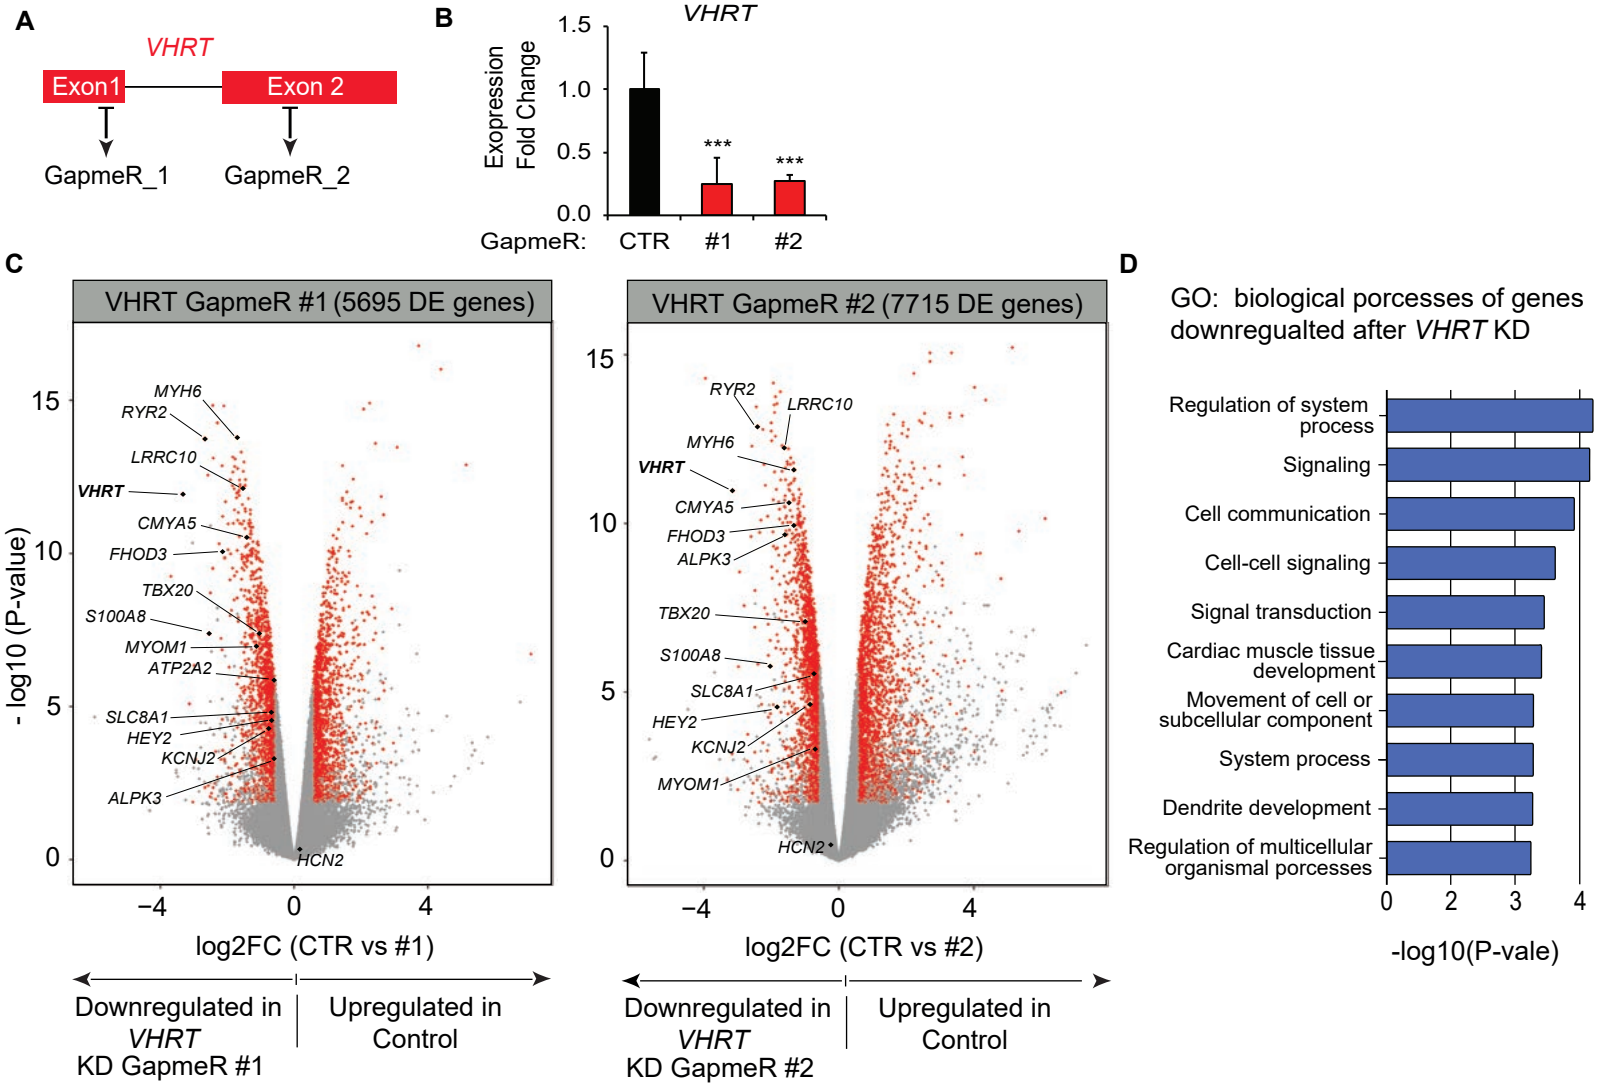 A
VHRT
Exon1
Exon 2
GapmeR_1
GapmeR_2
B
VHRT
Exopression
Fold Change
1.5
1.0
0.5
0.0
***
***
GapmeR:
CTR
#1
#2
C
VHRT GapmeR #1 (5695 DE genes)
- log10 (P-value)
15
10
5
0
MYH6
RYR2
LRRC10
VHRT
CMYA5
FHOD3
TBX20
S100A8
MYOM1
ATP2A2
SLC8A1
HEY2
KCNJ2
ALPK3
HCN2
−4
0
4
log2FC (CTR vs #1)
Downregulated in
VHRT
KD GapmeR #1
Upregulated in
Control
VHRT GapmeR #2 (7715 DE genes)
15
10
5
0
RYR2
LRRC10
MYH6
VHRT
CMYA5
FHOD3
ALPK3
TBX20
S100A8
SLC8A1
HEY2
KCNJ2
MYOM1
HCN2
−4
0
4
log2FC (CTR vs #2)
Downregulated in
VHRT
KD GapmeR #2
Upregulated in
Control
D
GO: biological porcesses of genes
downregualted after VHRT KD
Regulation of system
process
Signaling
Cell communication
Cell-cell signaling
Signal transduction
Cardiac muscle tissue
development
Movement of cell or
subcellular component
System process
Dendrite development
Regulation of multicellular
organismal porcesses
0
2
3
4
-log10(P-vale)